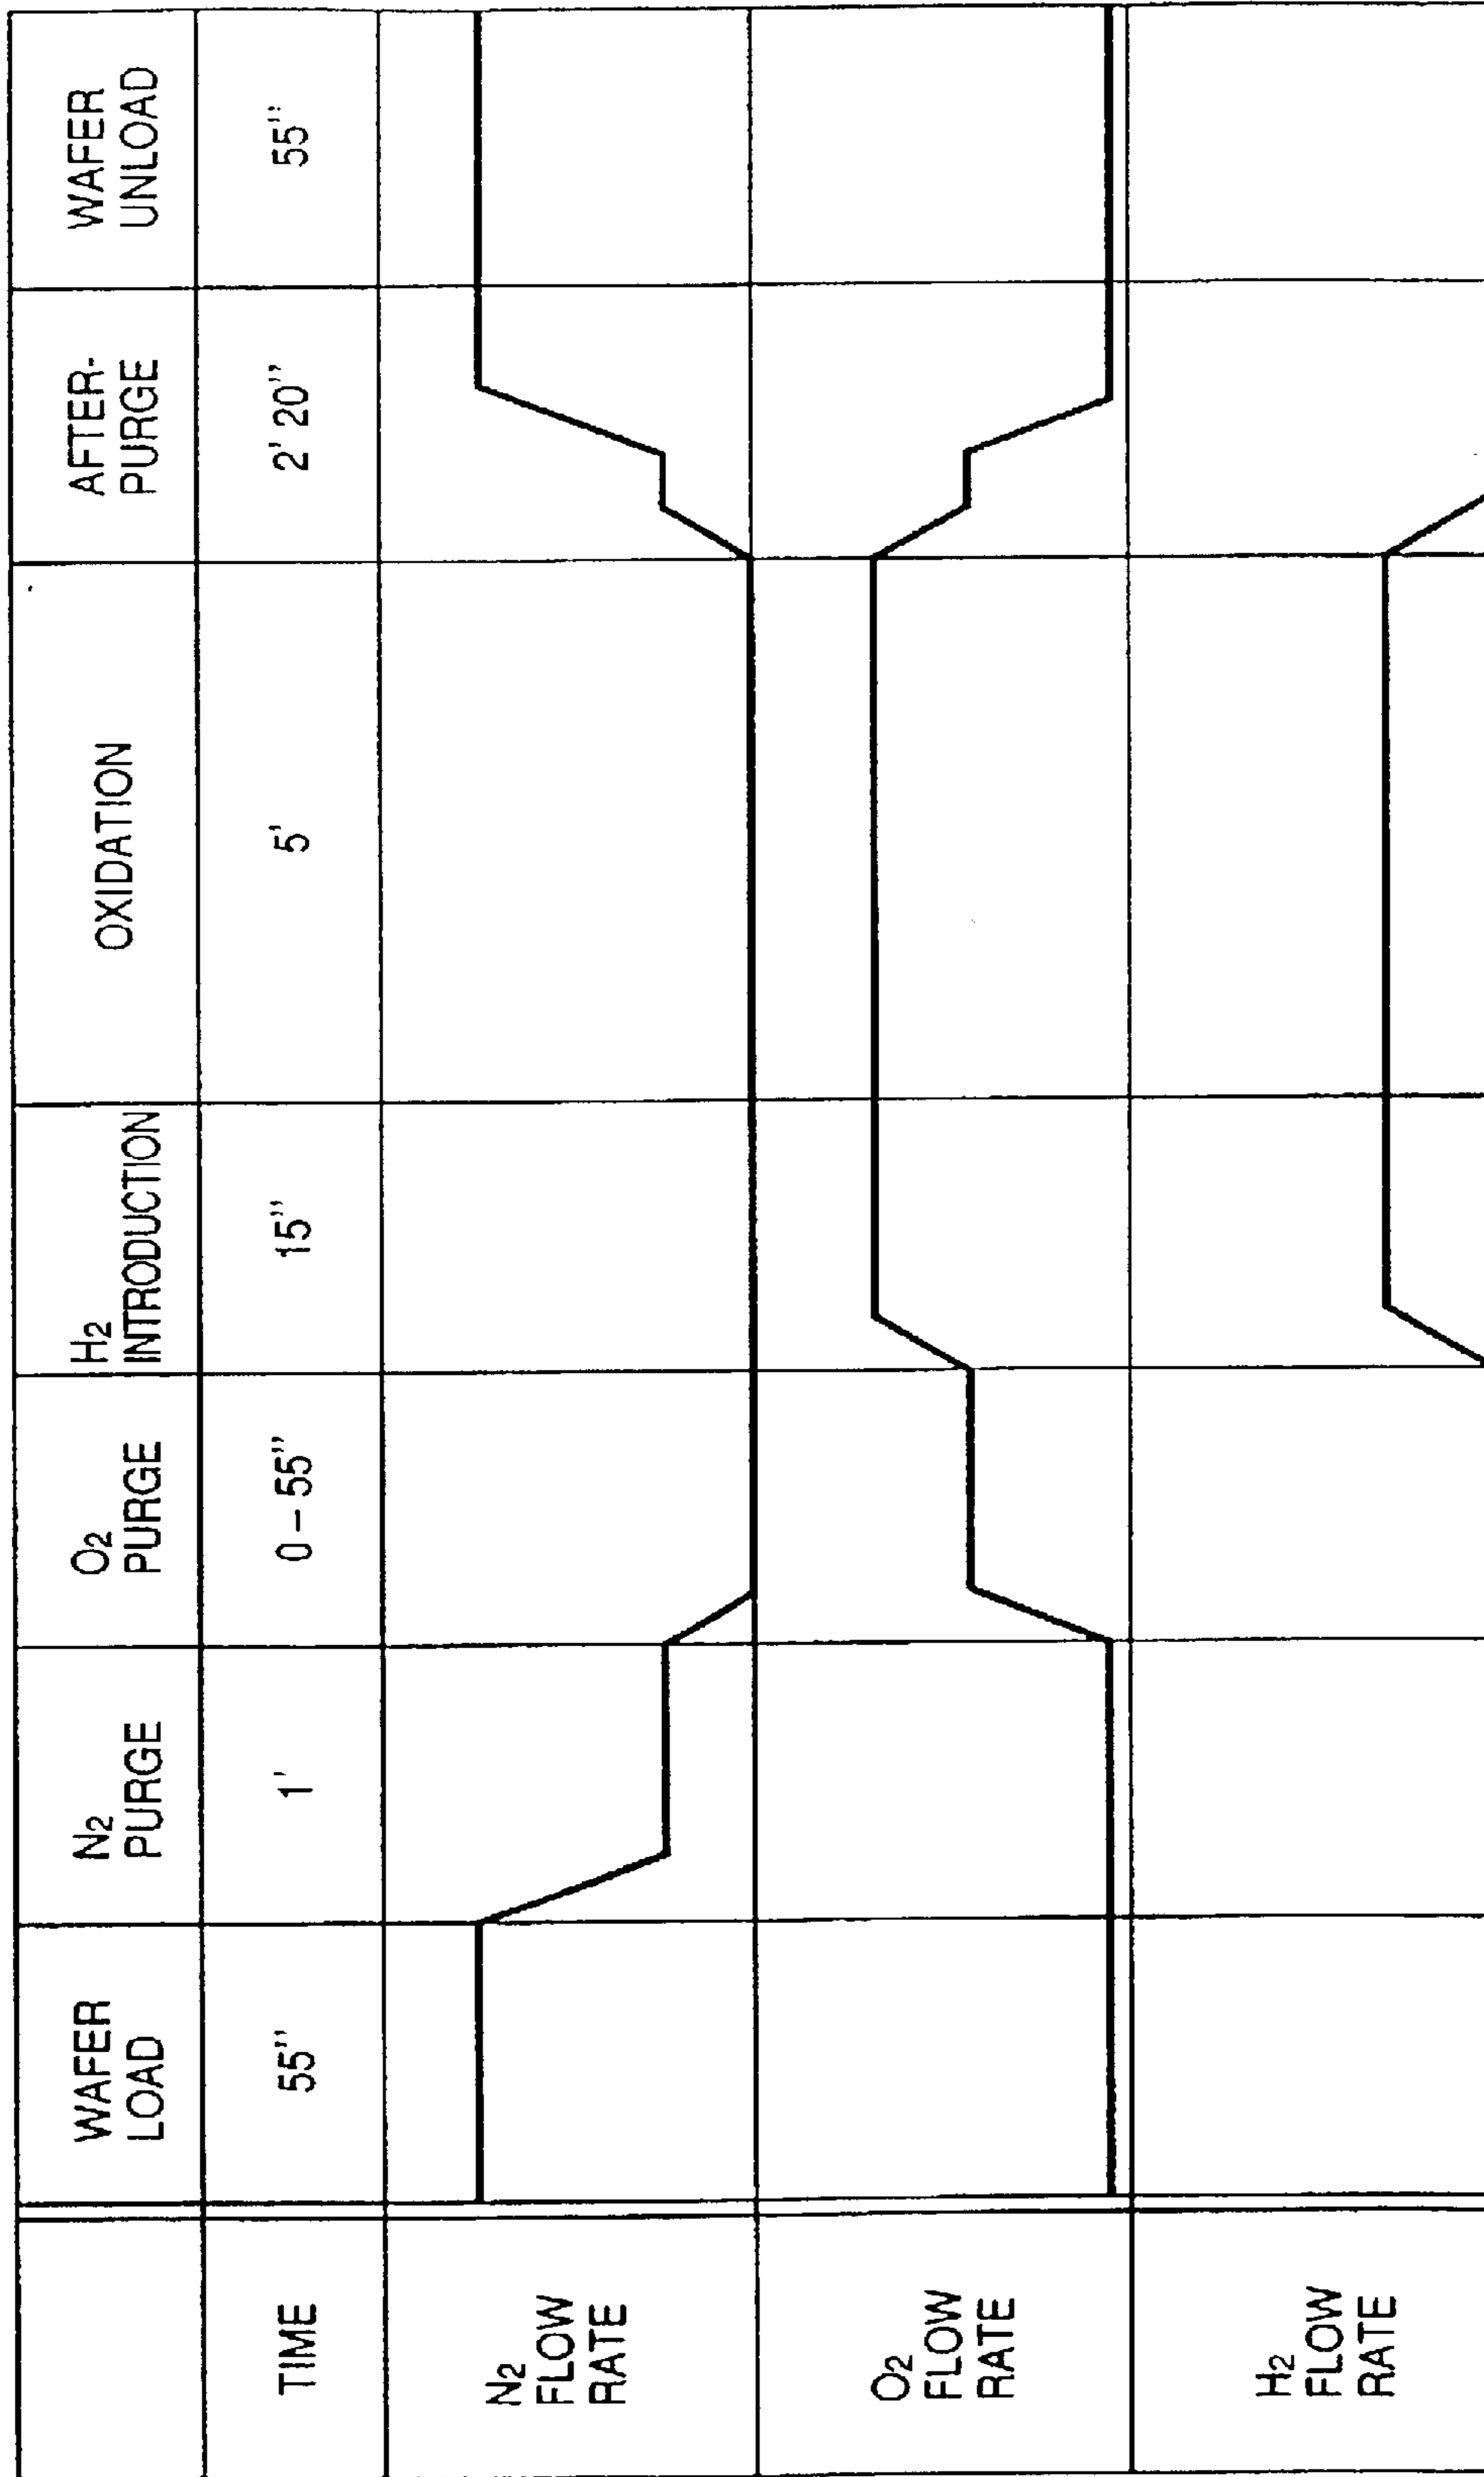 WAFER
LOAD
N₂
PURGE
O₂
PURGE
H₂
INTRODUCTION
OXIDATION
AFTER-
PURGE
WAFER
UNLOAD
TIME
55"
1'
0–55"
15"
5'
2' 20"
55"
N₂
FLOW
RATE
O₂
FLOW
RATE
H₂
FLOW
RATE